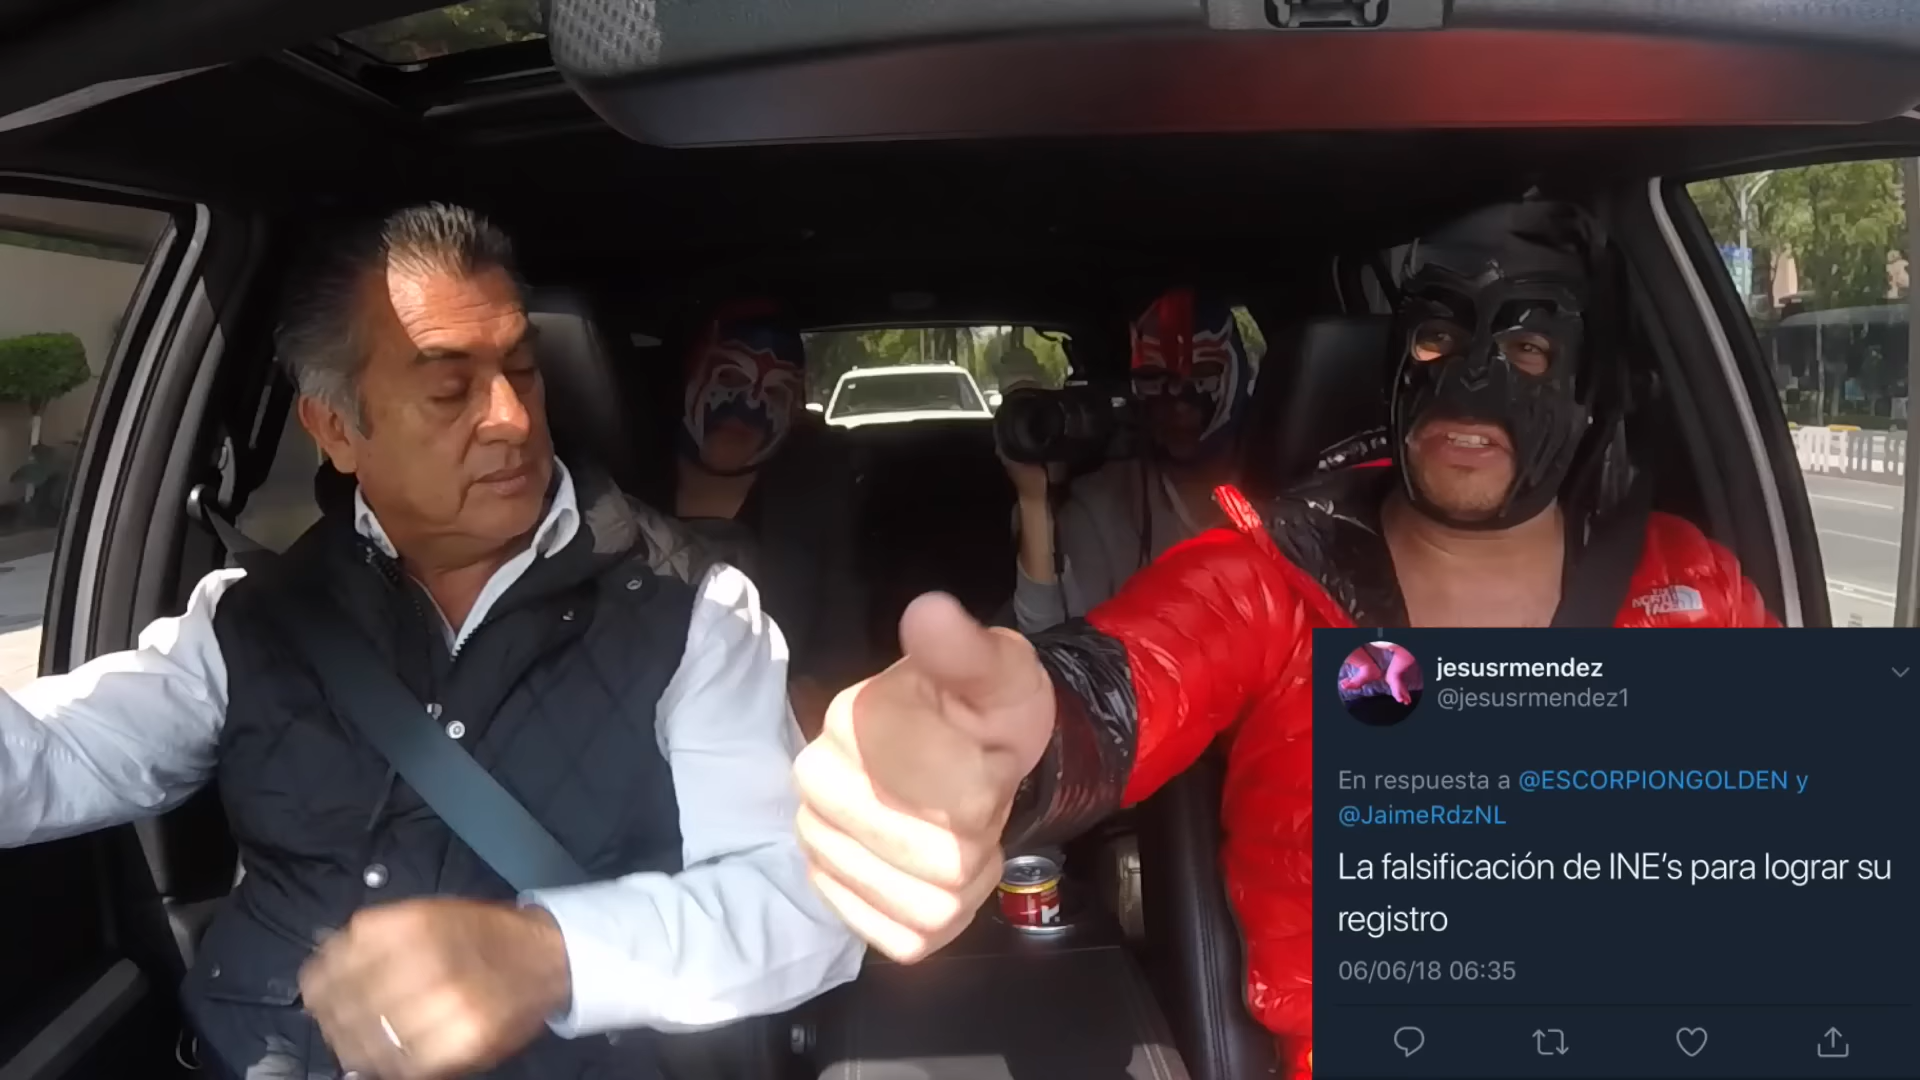 THE
NORTH
FACE
jesusrmendez
@jesusrmendez1
En respuesta a @ESCORPIONGOLDEN y
@JaimeRdzNL
La falsificación de INE’s para lograr su
registro
06/06/18 06:35